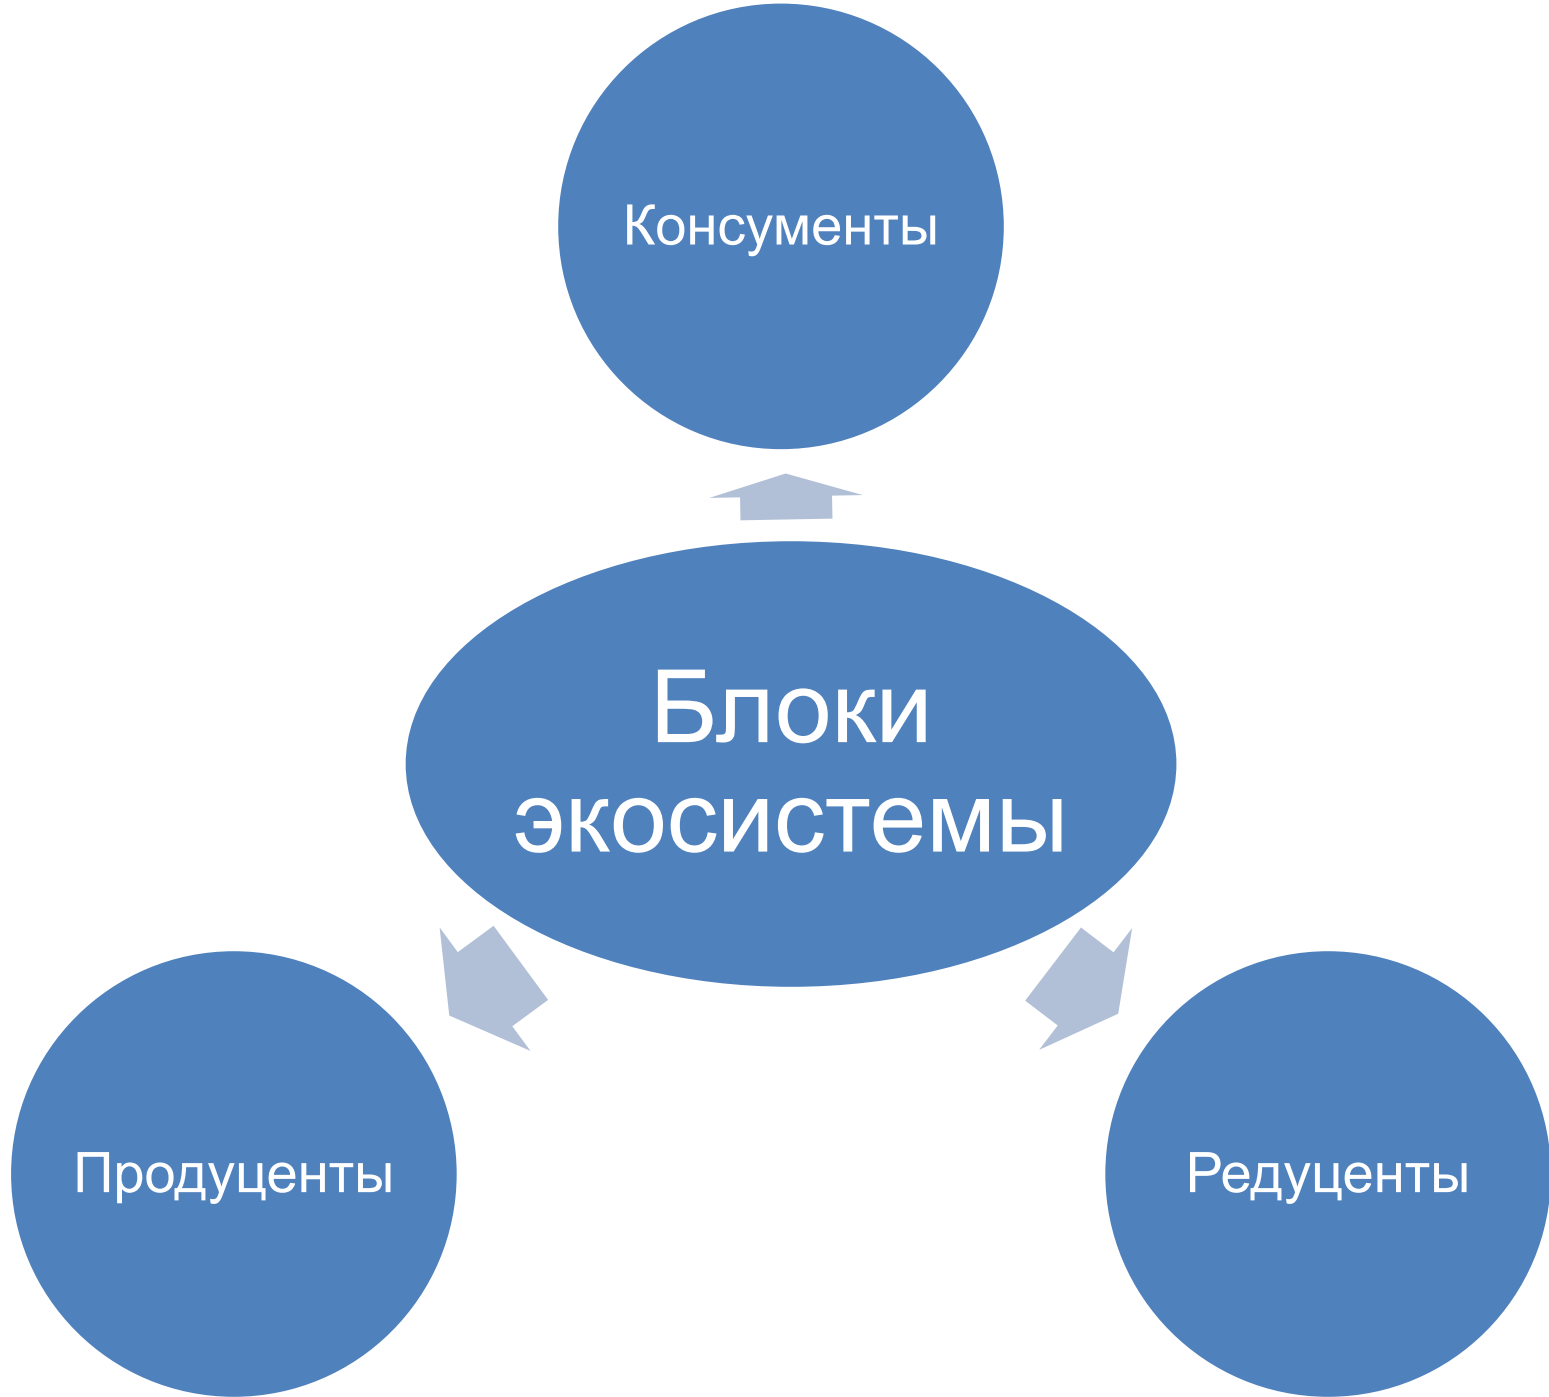 Консументы
Блоки
экосистемы
Продуценты
Редуценты